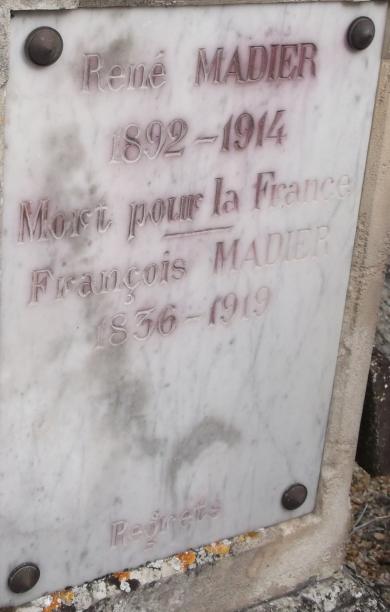 René MADIER
1892-1914
Mort pour la France
François MADIER
1836-1919
Regrets